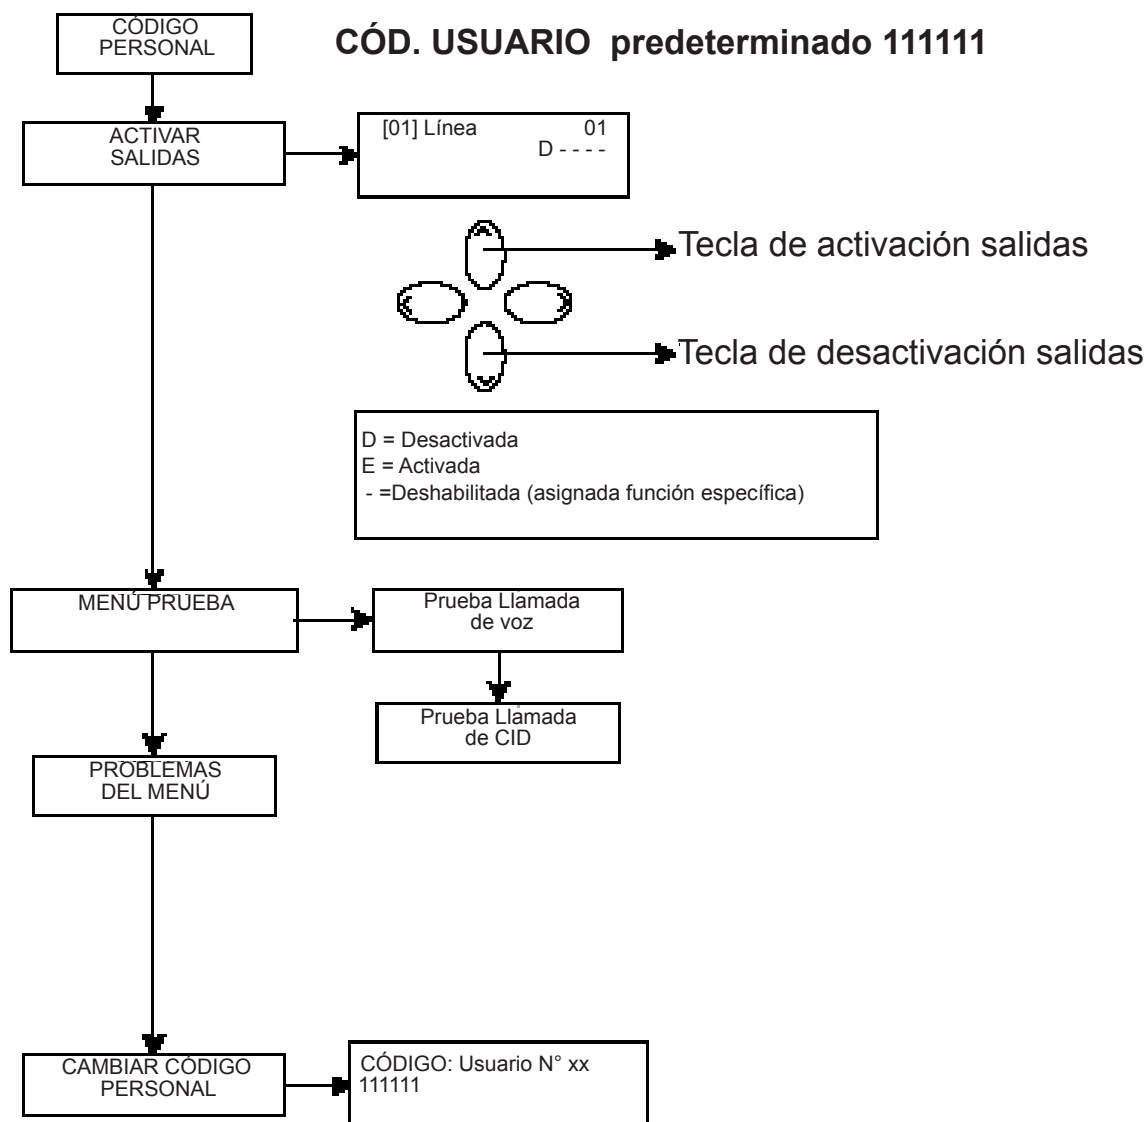 CÓDIGO
PERSONAL
CÓD. USUARIO predeterminado 111111
ACTIVAR
SALIDAS
[01] Línea 01
D - - - -
Tecla de activación salidas
Tecla de desactivación salidas
D = Desactivada
E = Activada
- =Deshabilitada (asignada función específica)
MENÚ PRUEBA
Prueba Llamada
de voz
Prueba Llamada
de CID
PROBLEMAS
DEL MENÚ
CAMBIAR CÓDIGO
PERSONAL
CÓDIGO: Usuario N° xx
111111